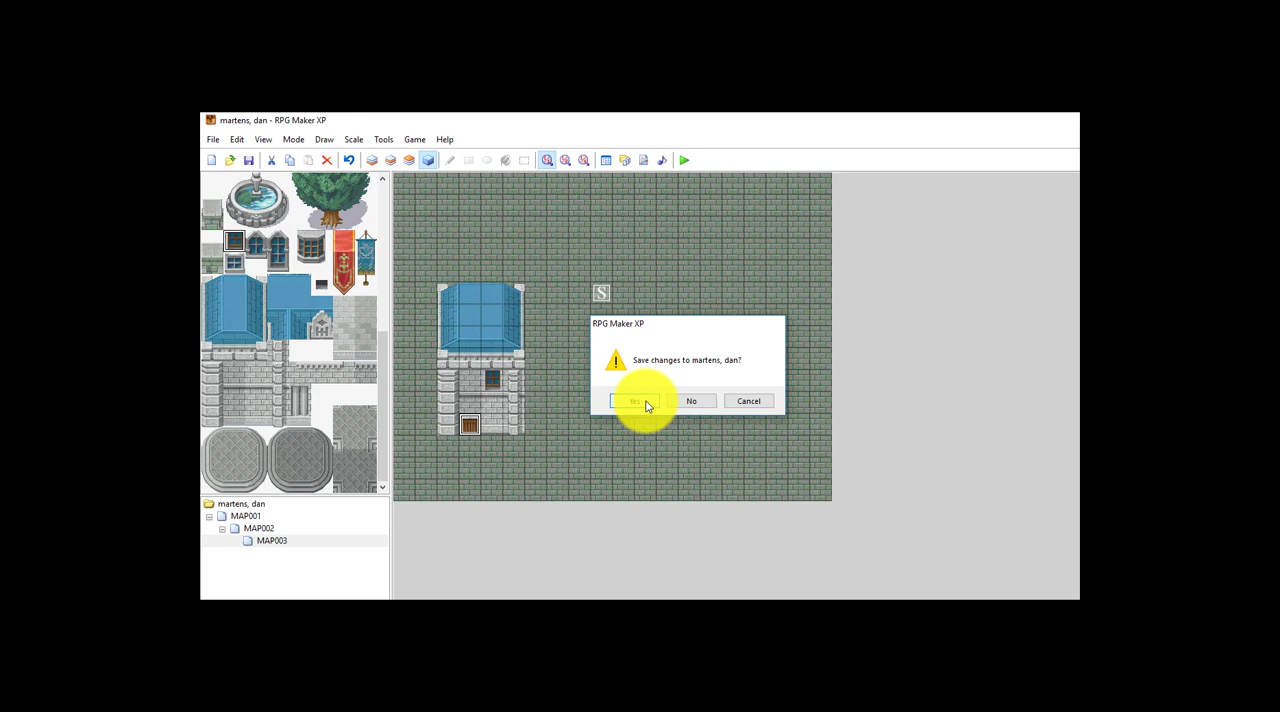 martens, dan - RPG Maker XP
File Edit View Mode Draw Scale Tools Game Help
S
RPG Maker XP
Save changes to martens, dan?
Yes No Cancel
martens, dan
MAP001
MAP002
MAP003